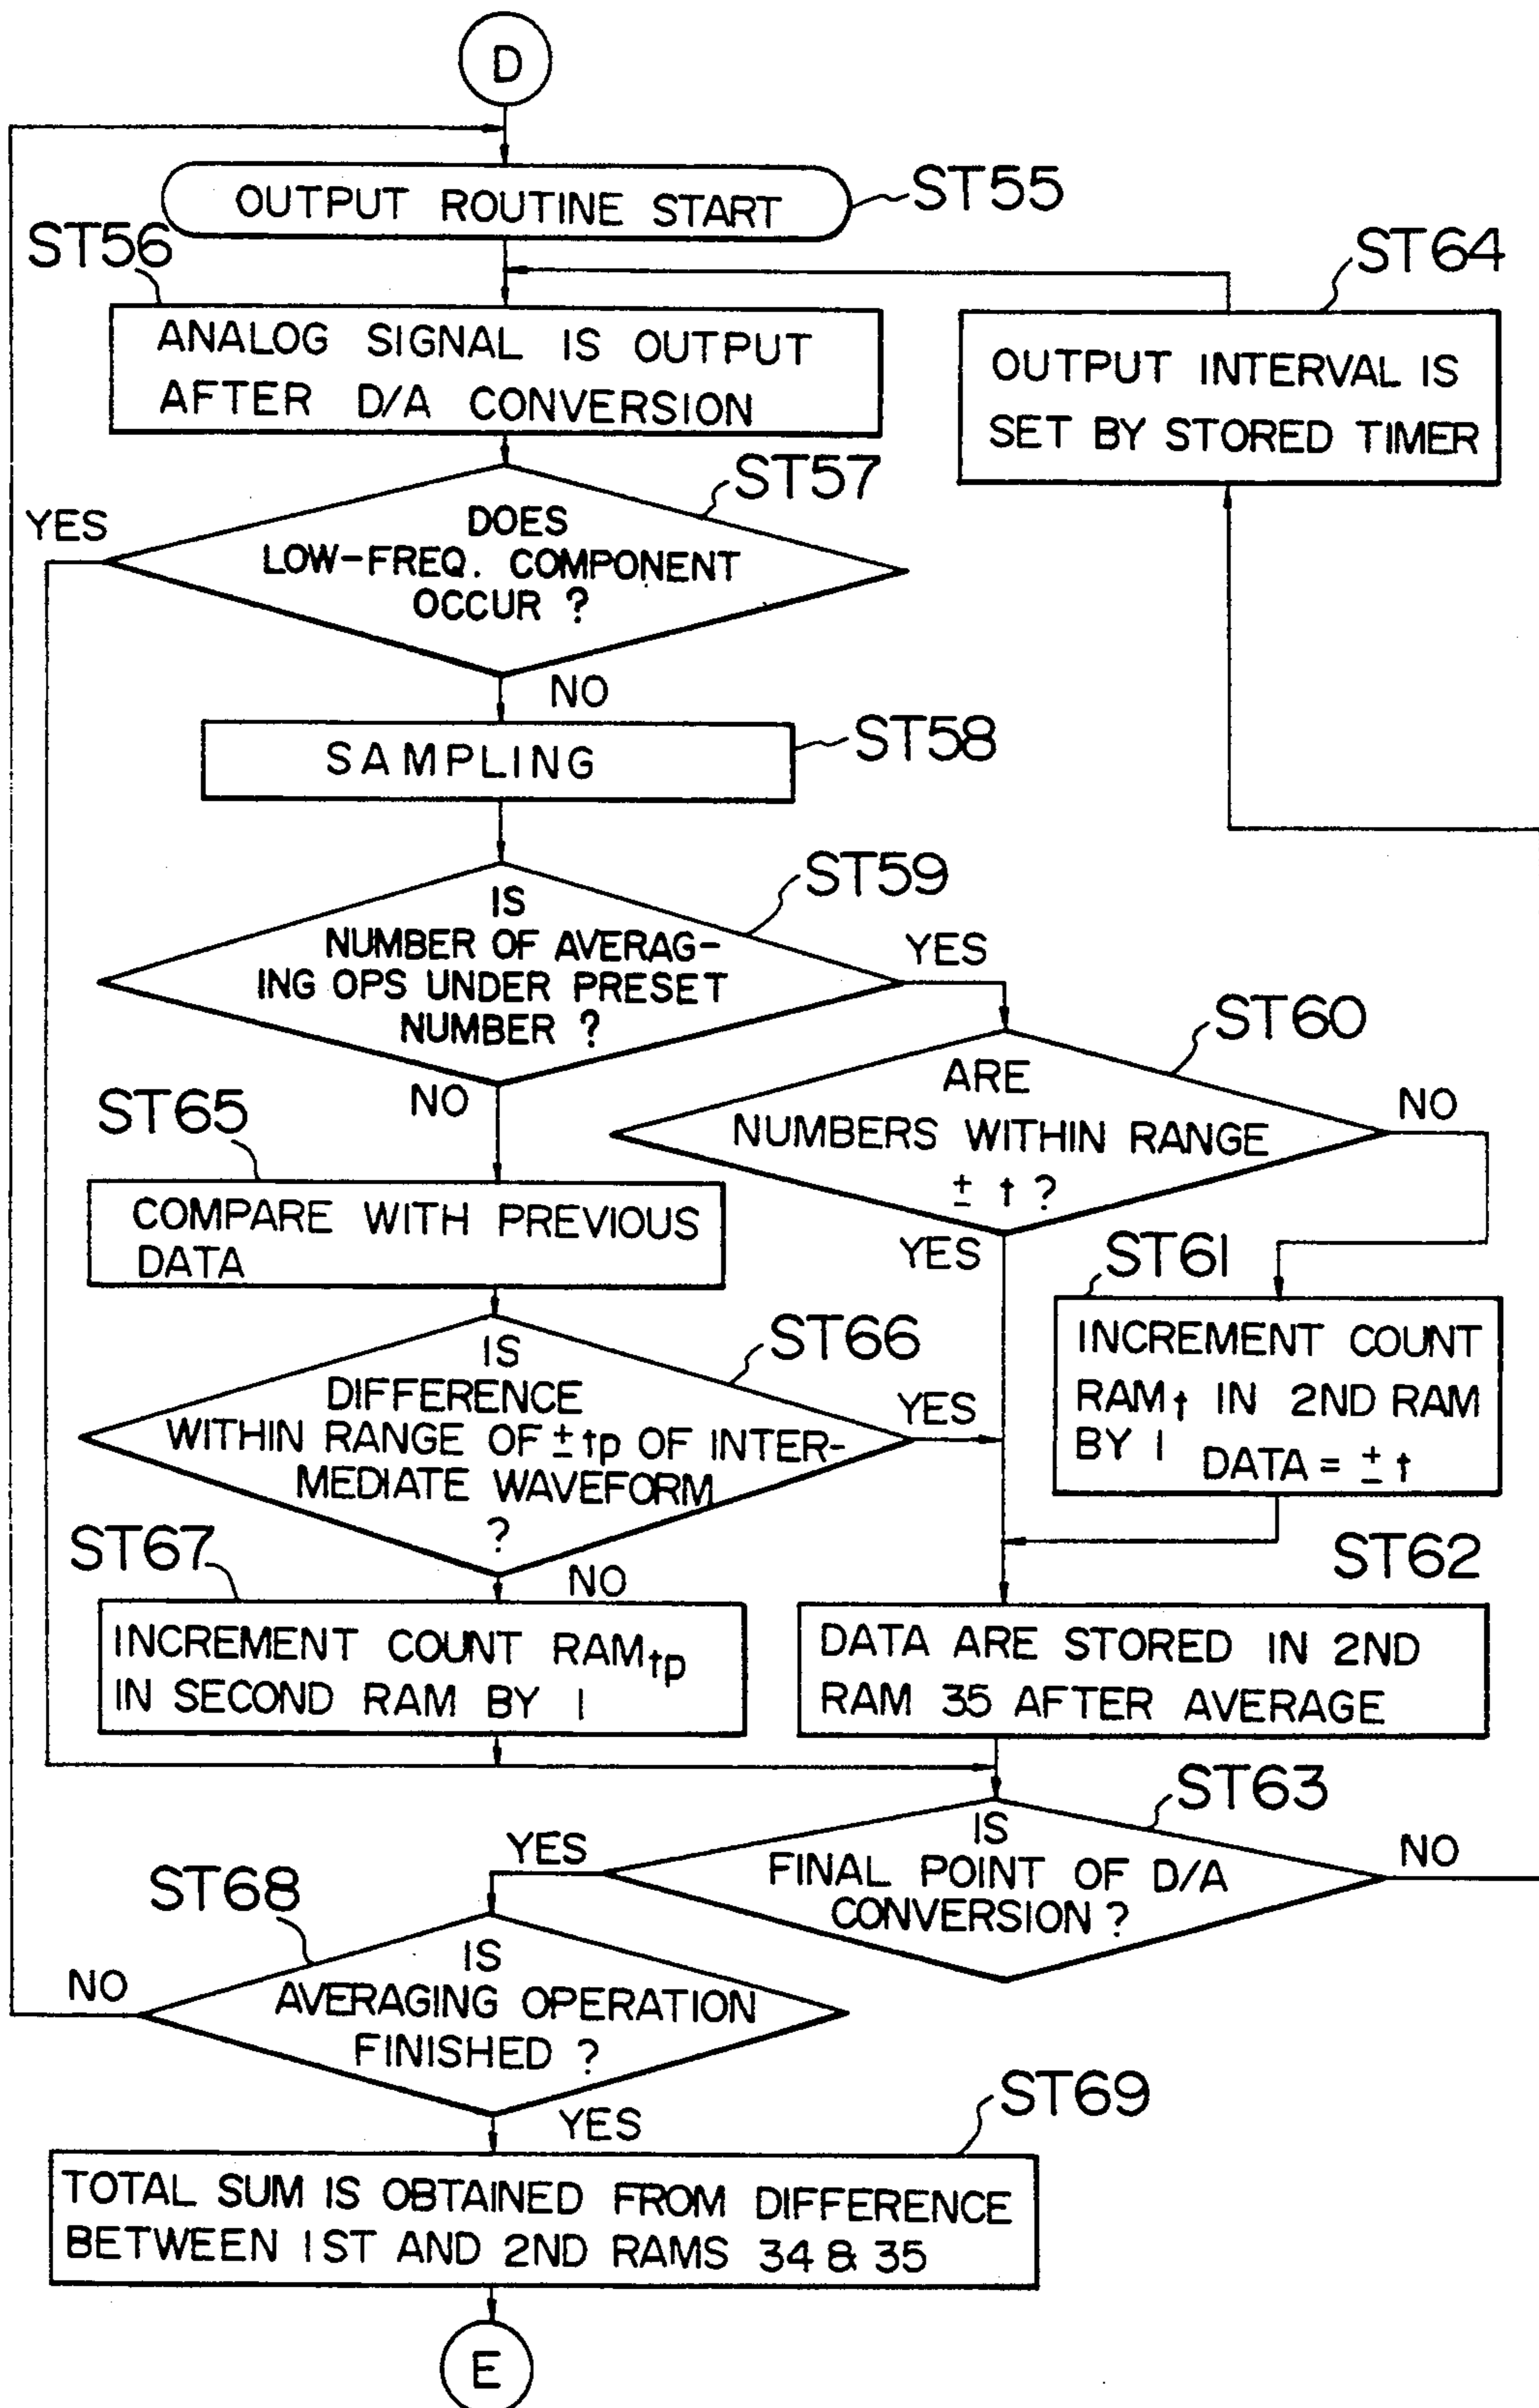 D
OUTPUT ROUTINE START
ST55
ST56
ST64
ANALOG SIGNAL IS OUTPUT
AFTER D/A CONVERSION
OUTPUT INTERVAL IS
SET BY STORED TIMER
ST57
YES
DOES
LOW-FREQ. COMPONENT
OCCUR ?
NO
SAMPLING
ST58
ST59
IS
NUMBER OF AVERAG-
ING OPS UNDER PRESET
NUMBER ?
YES
NO
ST60
ARE
NUMBERS WITHIN RANGE
± t ?
NO
YES
ST65
COMPARE WITH PREVIOUS
DATA
ST61
INCREMENT COUNT
RAMt IN 2ND RAM
BY 1 DATA = ± t
ST66
IS
DIFFERENCE
WITHIN RANGE OF ± tp OF INTER-
MEDIATE WAVEFORM
?
YES
NO
ST67
INCREMENT COUNT RAMtp
IN SECOND RAM BY 1
ST62
DATA ARE STORED IN 2ND
RAM 35 AFTER AVERAGE
ST63
IS
FINAL POINT OF D/A
CONVERSION ?
YES
NO
ST68
IS
AVERAGING OPERATION
FINISHED ?
NO
YES
ST69
TOTAL SUM IS OBTAINED FROM DIFFERENCE
BETWEEN 1ST AND 2ND RAMS 34 & 35
E